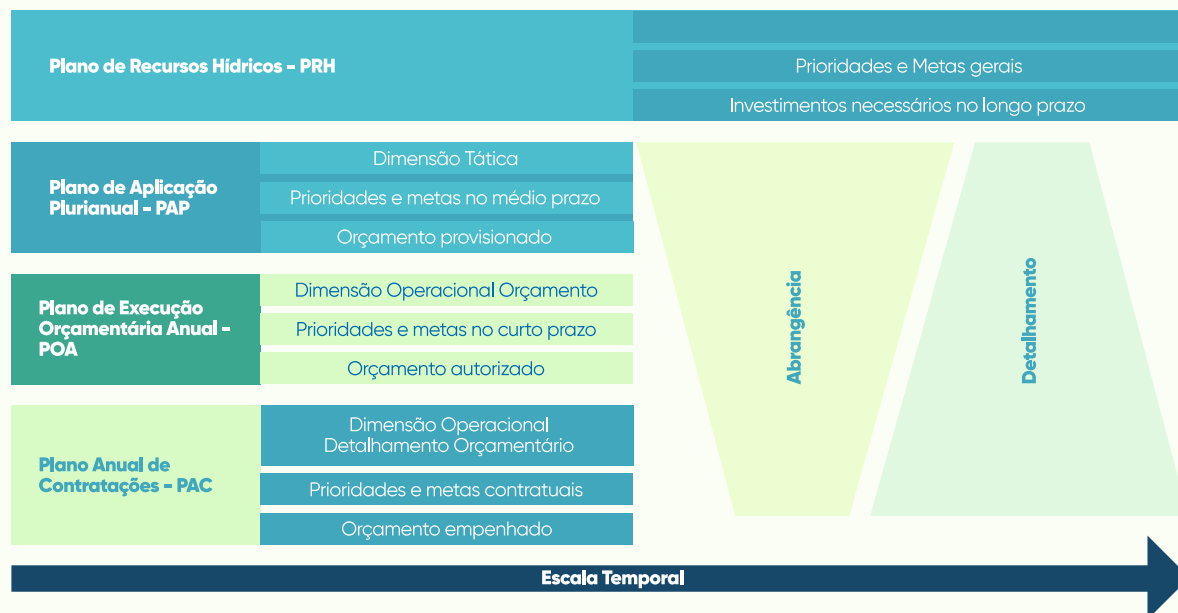 Plano de Recursos Hídricos - PRH
Prioridades e Metas gerais
Investimentos necessários no longo prazo
Plano de Aplicação
Plurianual - PAP
Dimensão Tática
Prioridades e metas no médio prazo
Orçamento provisionado
Plano de Execução
Orçamentária Anual -
POA
Dimensão Operacional Orçamento
Prioridades e metas no curto prazo
Orçamento autorizado
Plano Anual de
Contratações - PAC
Dimensão Operacional
Detalhamento Orçamentário
Prioridades e metas contratuais
Orçamento empenhado
Abrangência
Detalhamento
Escala Temporal